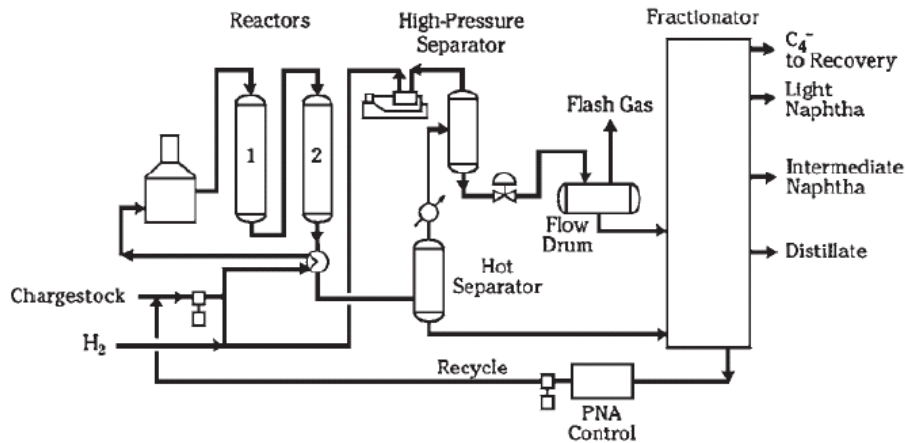 Reactors
High-Pressure
Separator
Fractionator
C₄⁻
to Recovery
Light
Naphtha
Flash Gas
1
2
Intermediate
Naphtha
Flow
Drum
Distillate
Hot
Separator
Chargestock
H₂
Recycle
PNA
Control